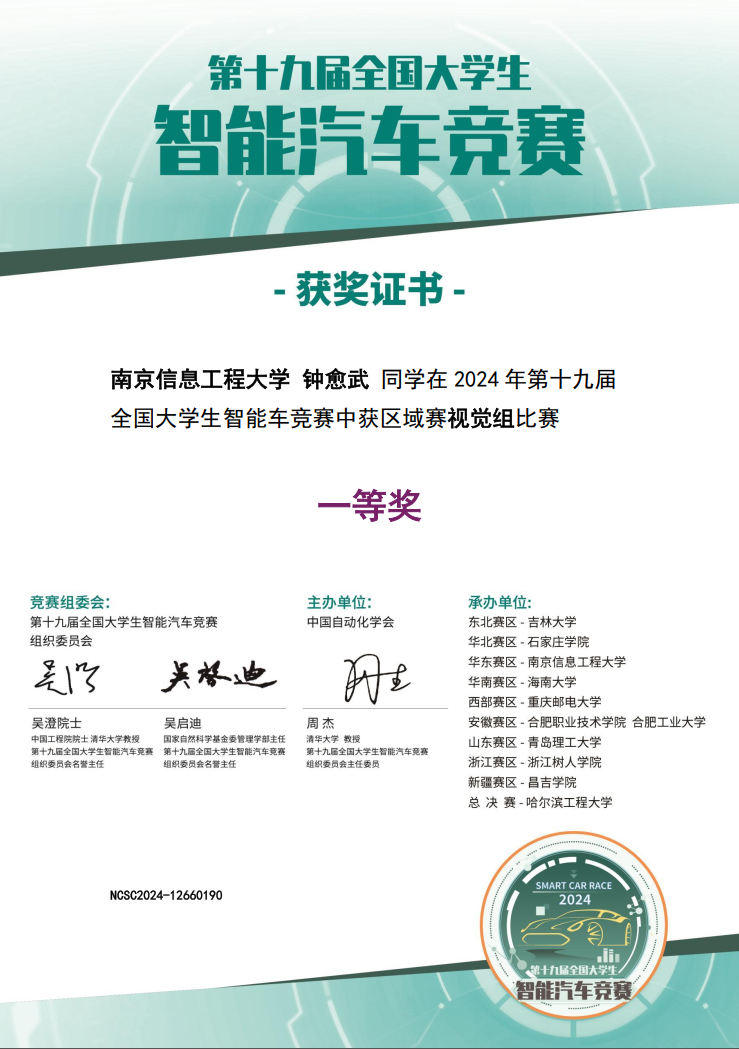 第十九届全国大学生
智能汽车竞赛
- 获奖证书 -
南京信息工程大学 钟愈武 同学在 2024 年第十九届
全国大学生智能车竞赛中获区域赛视觉组比赛
一等奖
竞赛组委会：
第十九届全国大学生智能汽车竞赛
组织委员会
吴澄
吴启迪
周杰
吴澄院士
中国工程院院士 清华大学教授
第十九届全国大学生智能汽车竞赛
组织委员会名誉主任
吴启迪
国家自然科学基金委管理学部主任
第十九届全国大学生智能汽车竞赛
组织委员会名誉主任
主办单位：
中国自动化学会
周 杰
清华大学 教授
第十九届全国大学生智能汽车竞赛
组织委员会主任委员
承办单位：
东北赛区 - 吉林大学
华北赛区 - 石家庄学院
华东赛区 - 南京信息工程大学
华南赛区 - 海南大学
西部赛区 - 重庆邮电大学
安徽赛区 - 合肥职业技术学院 合肥工业大学
山东赛区 - 青岛理工大学
浙江赛区 - 浙江树人学院
新疆赛区 - 昌吉学院
总 决 赛 - 哈尔滨工程大学
NCSC2024-12660190
SMART CAR RACE
2024
第十九届全国大学生
智能汽车竞赛